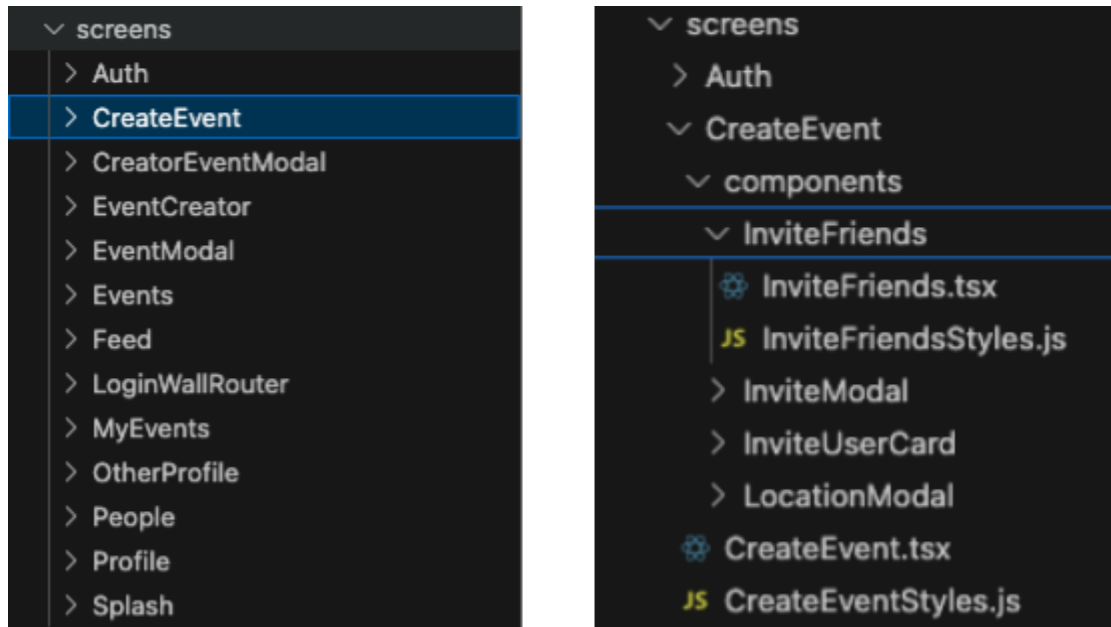 screens
Auth
CreateEvent
CreatorEventModal
EventCreator
EventModal
Events
Feed
LoginWallRouter
MyEvents
OtherProfile
People
Profile
Splash
screens
Auth
CreateEvent
components
InviteFriends
InviteFriends.tsx
JS InviteFriendsStyles.js
InviteModal
InviteUserCard
LocationModal
CreateEvent.tsx
JS CreateEventStyles.js